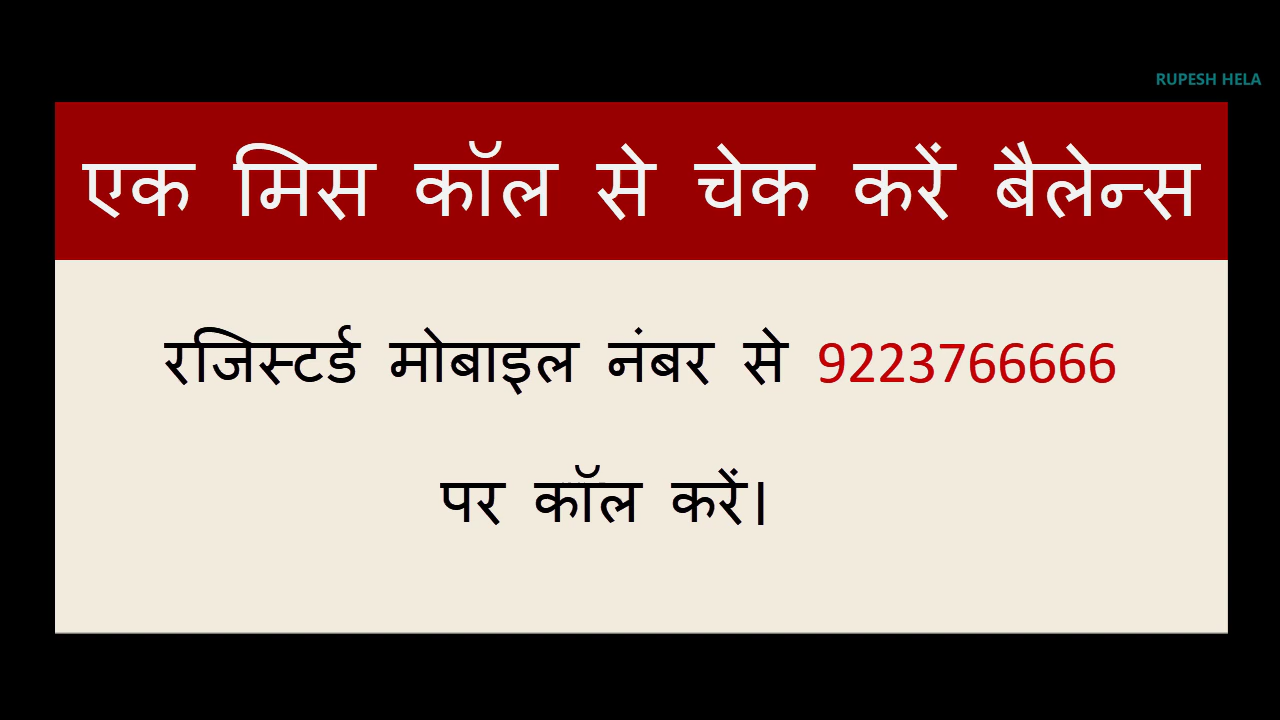 RUPESH HELA
एक मिस कॉल से चेक करें बैलेन्स
रजिस्टर्ड मोबाइल नंबर से 9223766666
पर कॉल करें।